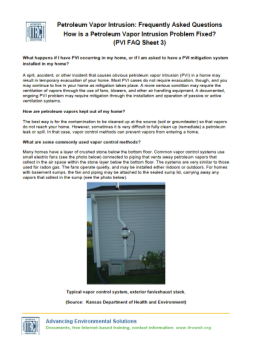 Petroleum Vapor Intrusion: Frequently Asked Questions
How is a Petroleum Vapor Intrusion Problem Fixed?
(PVI FAQ Sheet 3)
What happens if I have PVI occurring in my home, or if I am asked to have a PVI mitigation system
installed in my home?
A spill, accident, or other incident that causes obvious petroleum vapor intrusion (PVI) in a home may
result in temporary evacuation of your home. Most PVI cases do not require evacuation, though, and you
may continue to live in your home as mitigation takes place. A more serious condition may require the
ventilation of vapors through the use of fans, blowers, and other air handling equipment. A documented,
ongoing PVI problem may require mitigation through the installation and operation of passive or active
ventilation systems.
How are petroleum vapors kept out of my home?
The best way is for the contamination to be cleaned up at the source (soil or groundwater) so that vapors
do not reach your home. However, sometimes it is very difficult to fully clean up (remediate) a petroleum
leak or spill. In that case, vapor control methods can prevent vapors from entering a home.
What are some commonly used vapor control methods?
Many homes have a layer of crushed stone below the bottom floor. Common vapor control systems use
small electric fans (see the photo below) connected to piping that vents away petroleum vapors that
collect in the air space within the stone layer below the bottom floor. The systems are very similar to those
used for radon gas. The fans operate quietly, and may be installed either indoors or outdoors. For homes
with basement sumps, the fan and piping may be attached to the sealed sump lid, carrying away any
vapors that collect in the sump (see the photo below).
Typical vapor control system, exterior fan/exhaust stack.
(Source: Kansas Department of Health and Environment)
Advancing Environmental Solutions
Documents, free Internet-based training, contact information: www.itrcweb.org